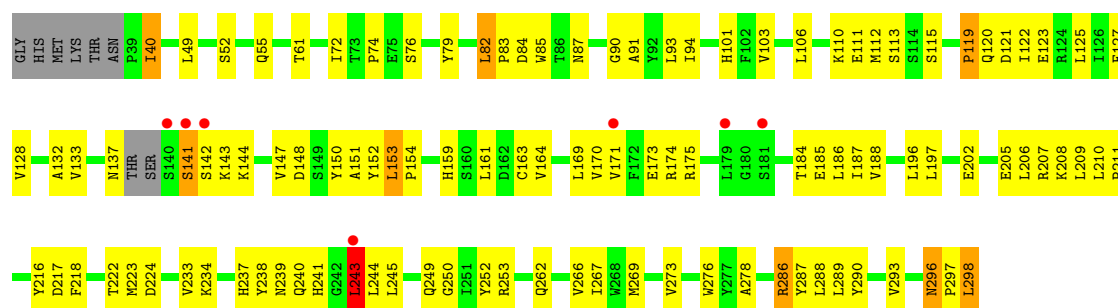 GLY HIS MET LYS THR ASN P39 I40 L49 S52 Q55 T61 I72 T73 P74 E75 S76 Y79 L82 P83 D84 W85 T86 N87 G90 A91 Y92 L93 I94 H101 F102 V103 L106 K110 E111 M112 S113 S114 S115 P119 Q120 D121 I122 E123 R124 L125 I126 E127
V128 A132 V133 N137 THR SER S140 S141 S142 K143 K144 V147 D148 S149 Y150 A151 Y152 L153 P154 H159 S160 L161 D162 C163 V164 L169 V170 V171 F172 E173 R174 R175 L179 G180 S181 T184 E185 L186 I187 V188 L196 L197 E202 E205 L206 R207 K208 L209 L210
Y216 D217 F218 T222 M223 D224 V233 K234 H237 Y238 N239 Q240 H241 G242 L243 L244 L245 Q249 G250 I251 Y252 R253 Q262 V266 I267 W268 M269 V273 W276 Y277 A278 R286 Y287 L288 L289 Y290 V293 N296 P297 L298